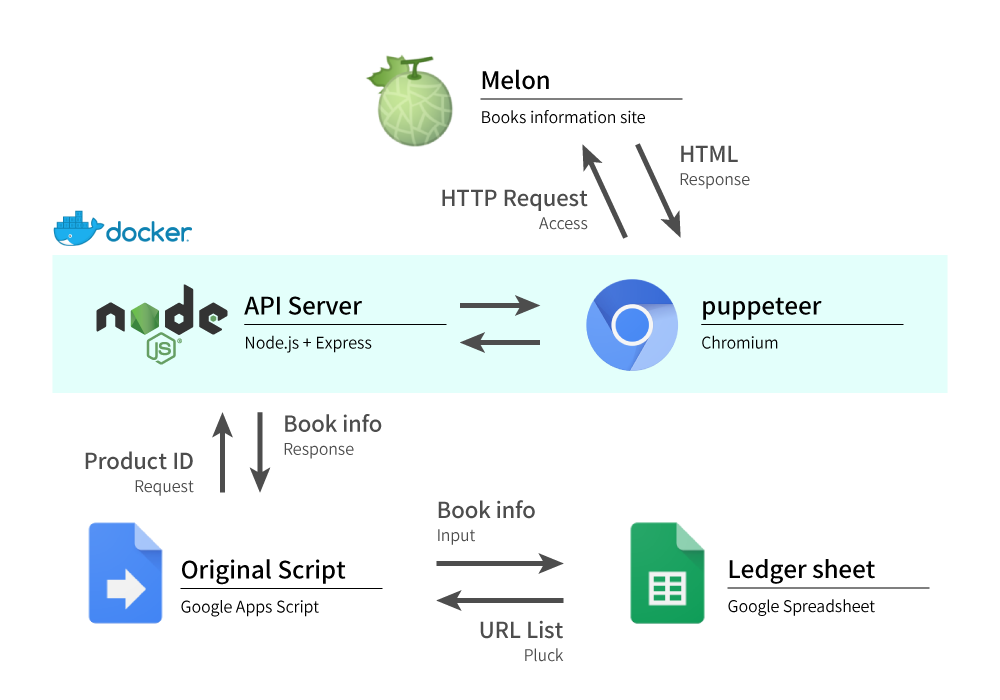 Melon
Books information site
HTML
Response
HTTP Request
Access
docker
node
JS
API Server
Node.js + Express
puppeteer
Chromium
Book info
Response
Product ID
Request
Book info
Input
Original Script
Google Apps Script
Ledger sheet
Google Spreadsheet
URL List
Pluck